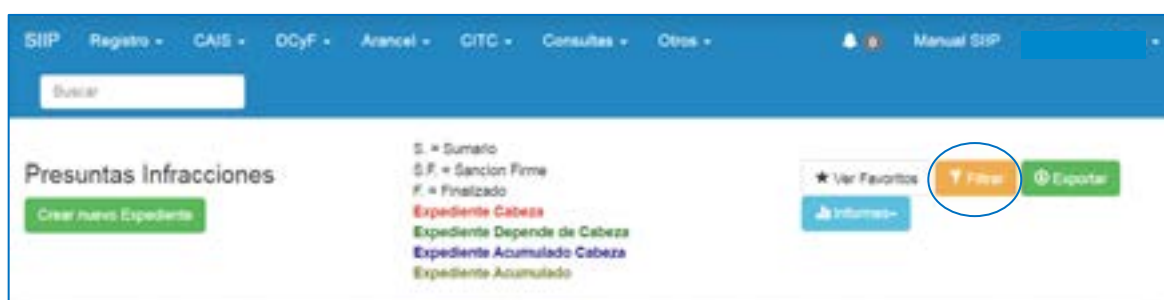 SIIP Registro CAIS DCyF Arancel CITC Consultas Otros 0 Manual SIIP
Buscar
Presuntas Infracciones
Crear nuevo Expediente
S. = Sumario
S.F. = Sancion Firme
F. = Finalizado
Expediente Cabeza
Expediente Depende de Cabeza
Expediente Acumulado Cabeza
Expediente Acumulado
Ver Favoritos Filtrar Exportar
Informes